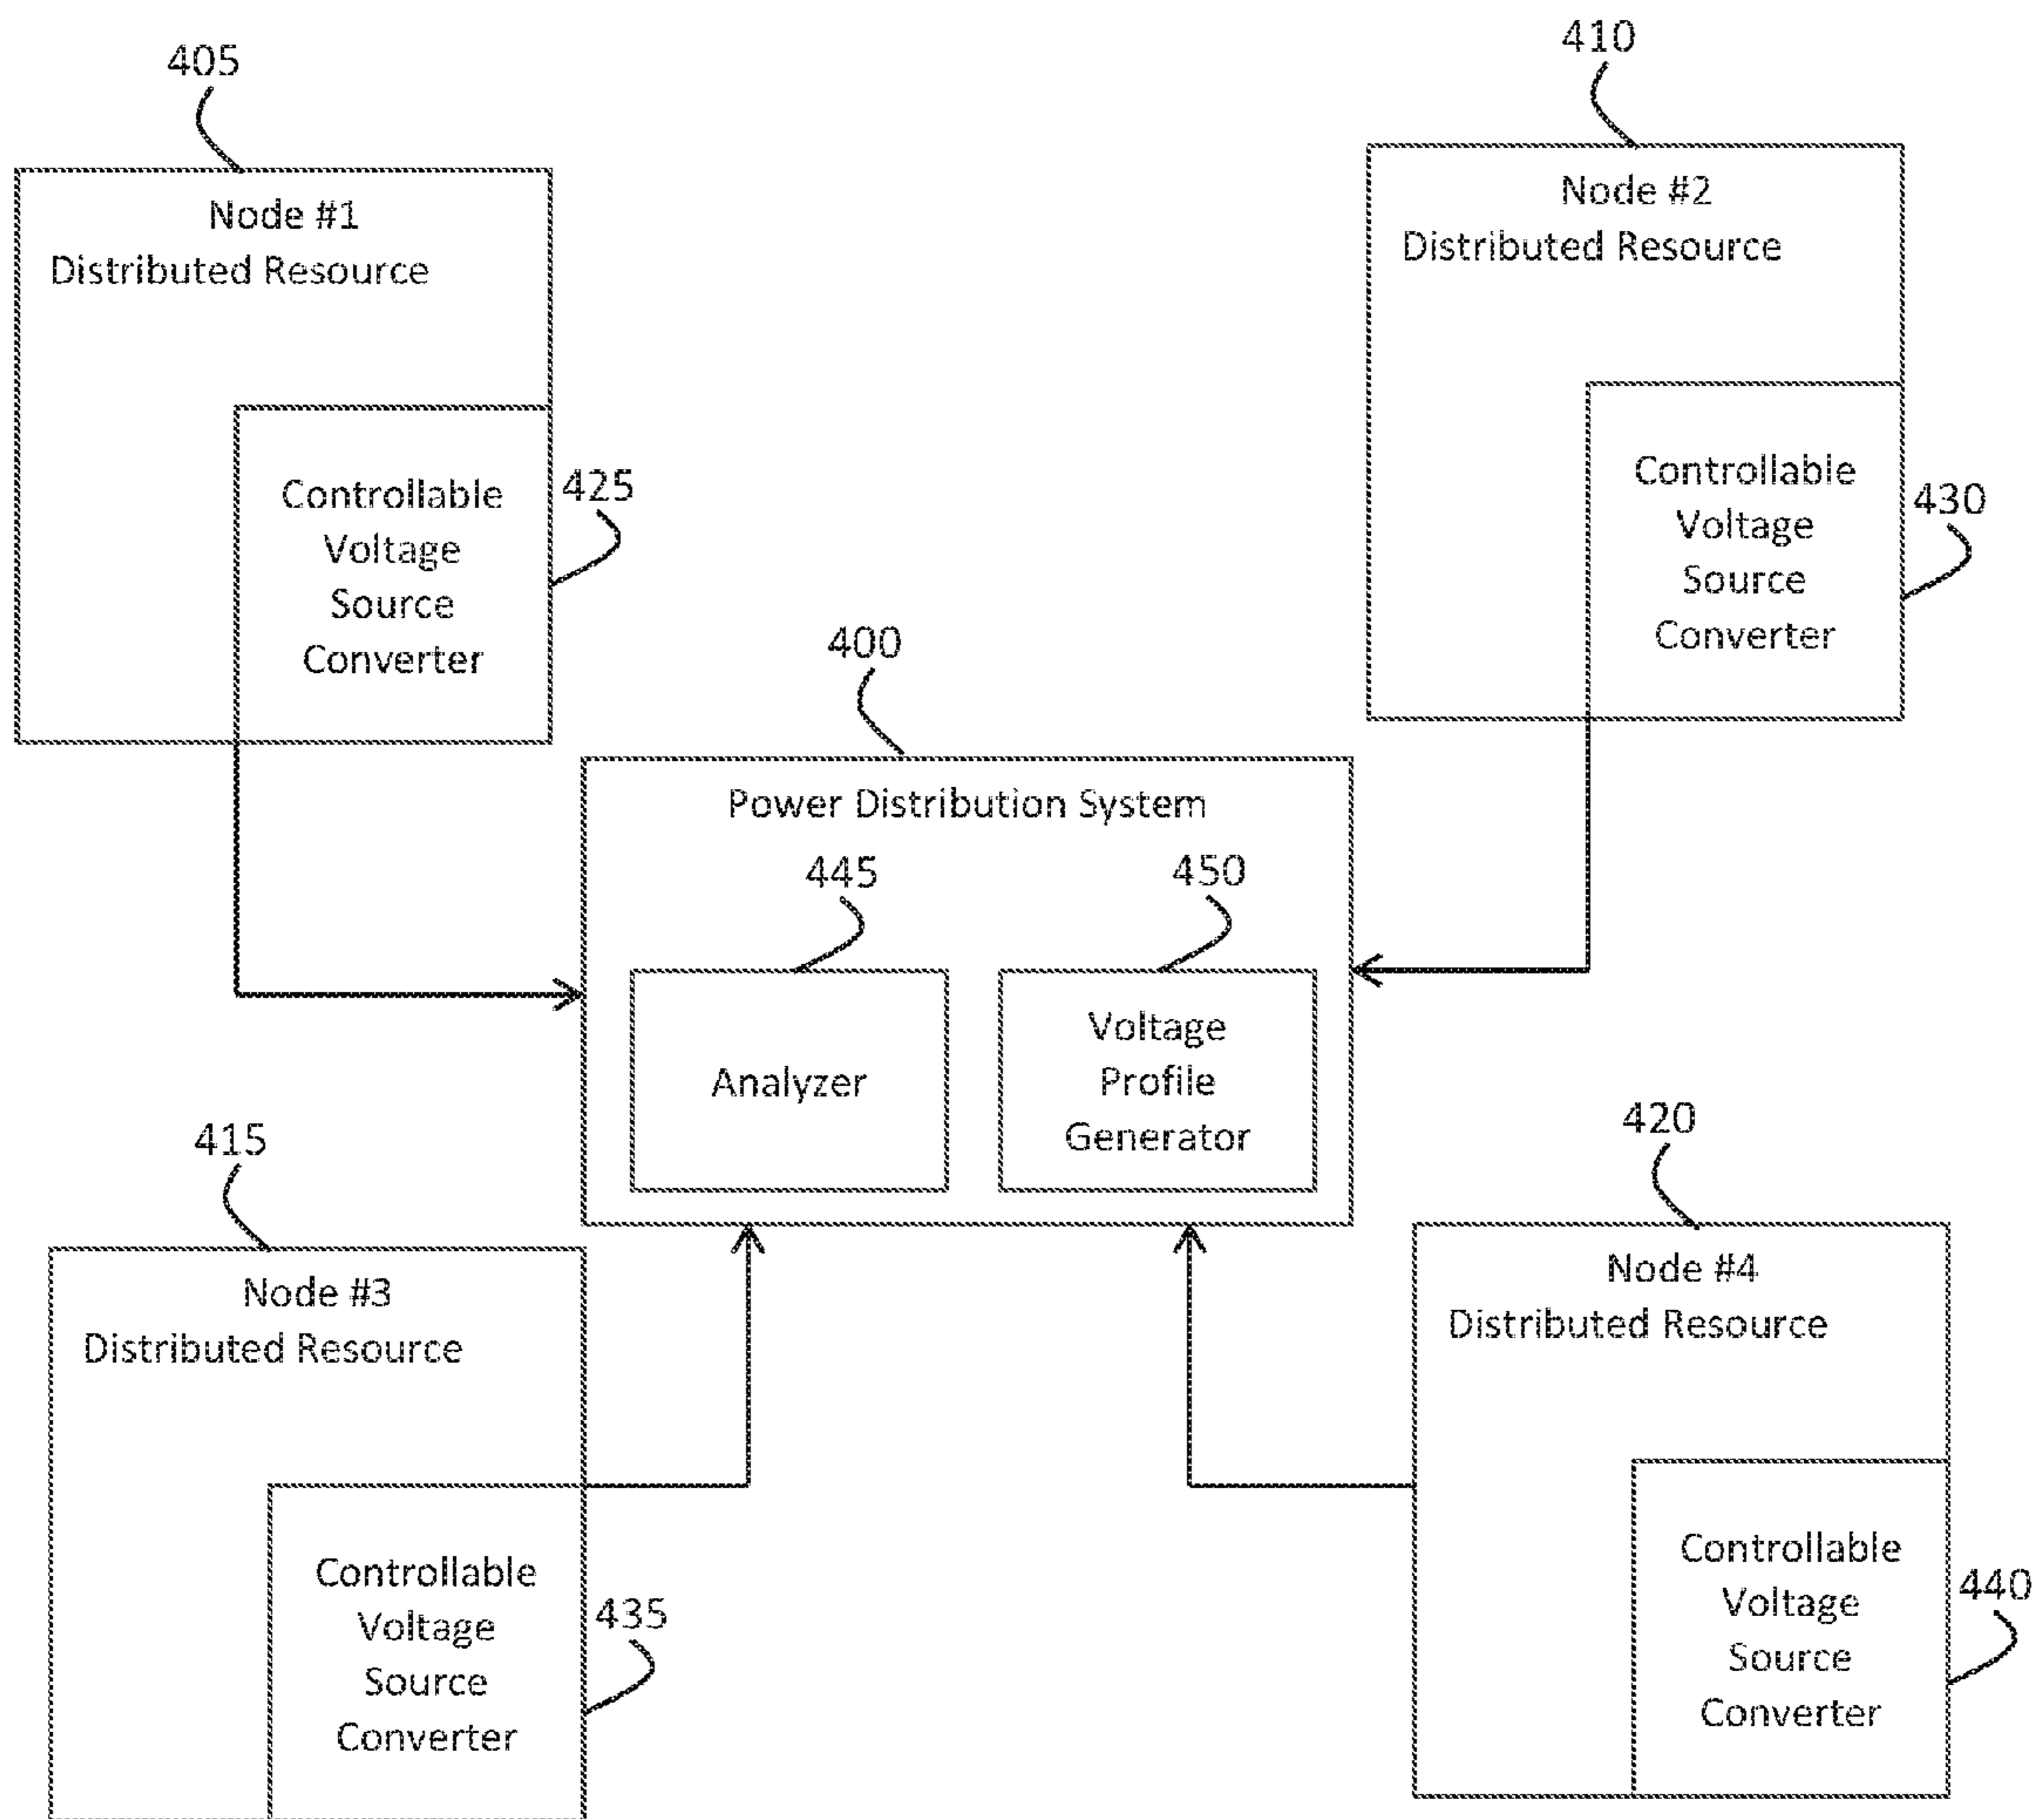 405
Node #1
Distributed Resource
Controllable
Voltage
Source
Converter
425
410
Node #2
Distributed Resource
Controllable
Voltage
Source
Converter
430
400
Power Distribution System
445
Analyzer
450
Voltage
Profile
Generator
415
Node #3
Distributed Resource
Controllable
Voltage
Source
Converter
435
420
Node #4
Distributed Resource
Controllable
Voltage
Source
Converter
440